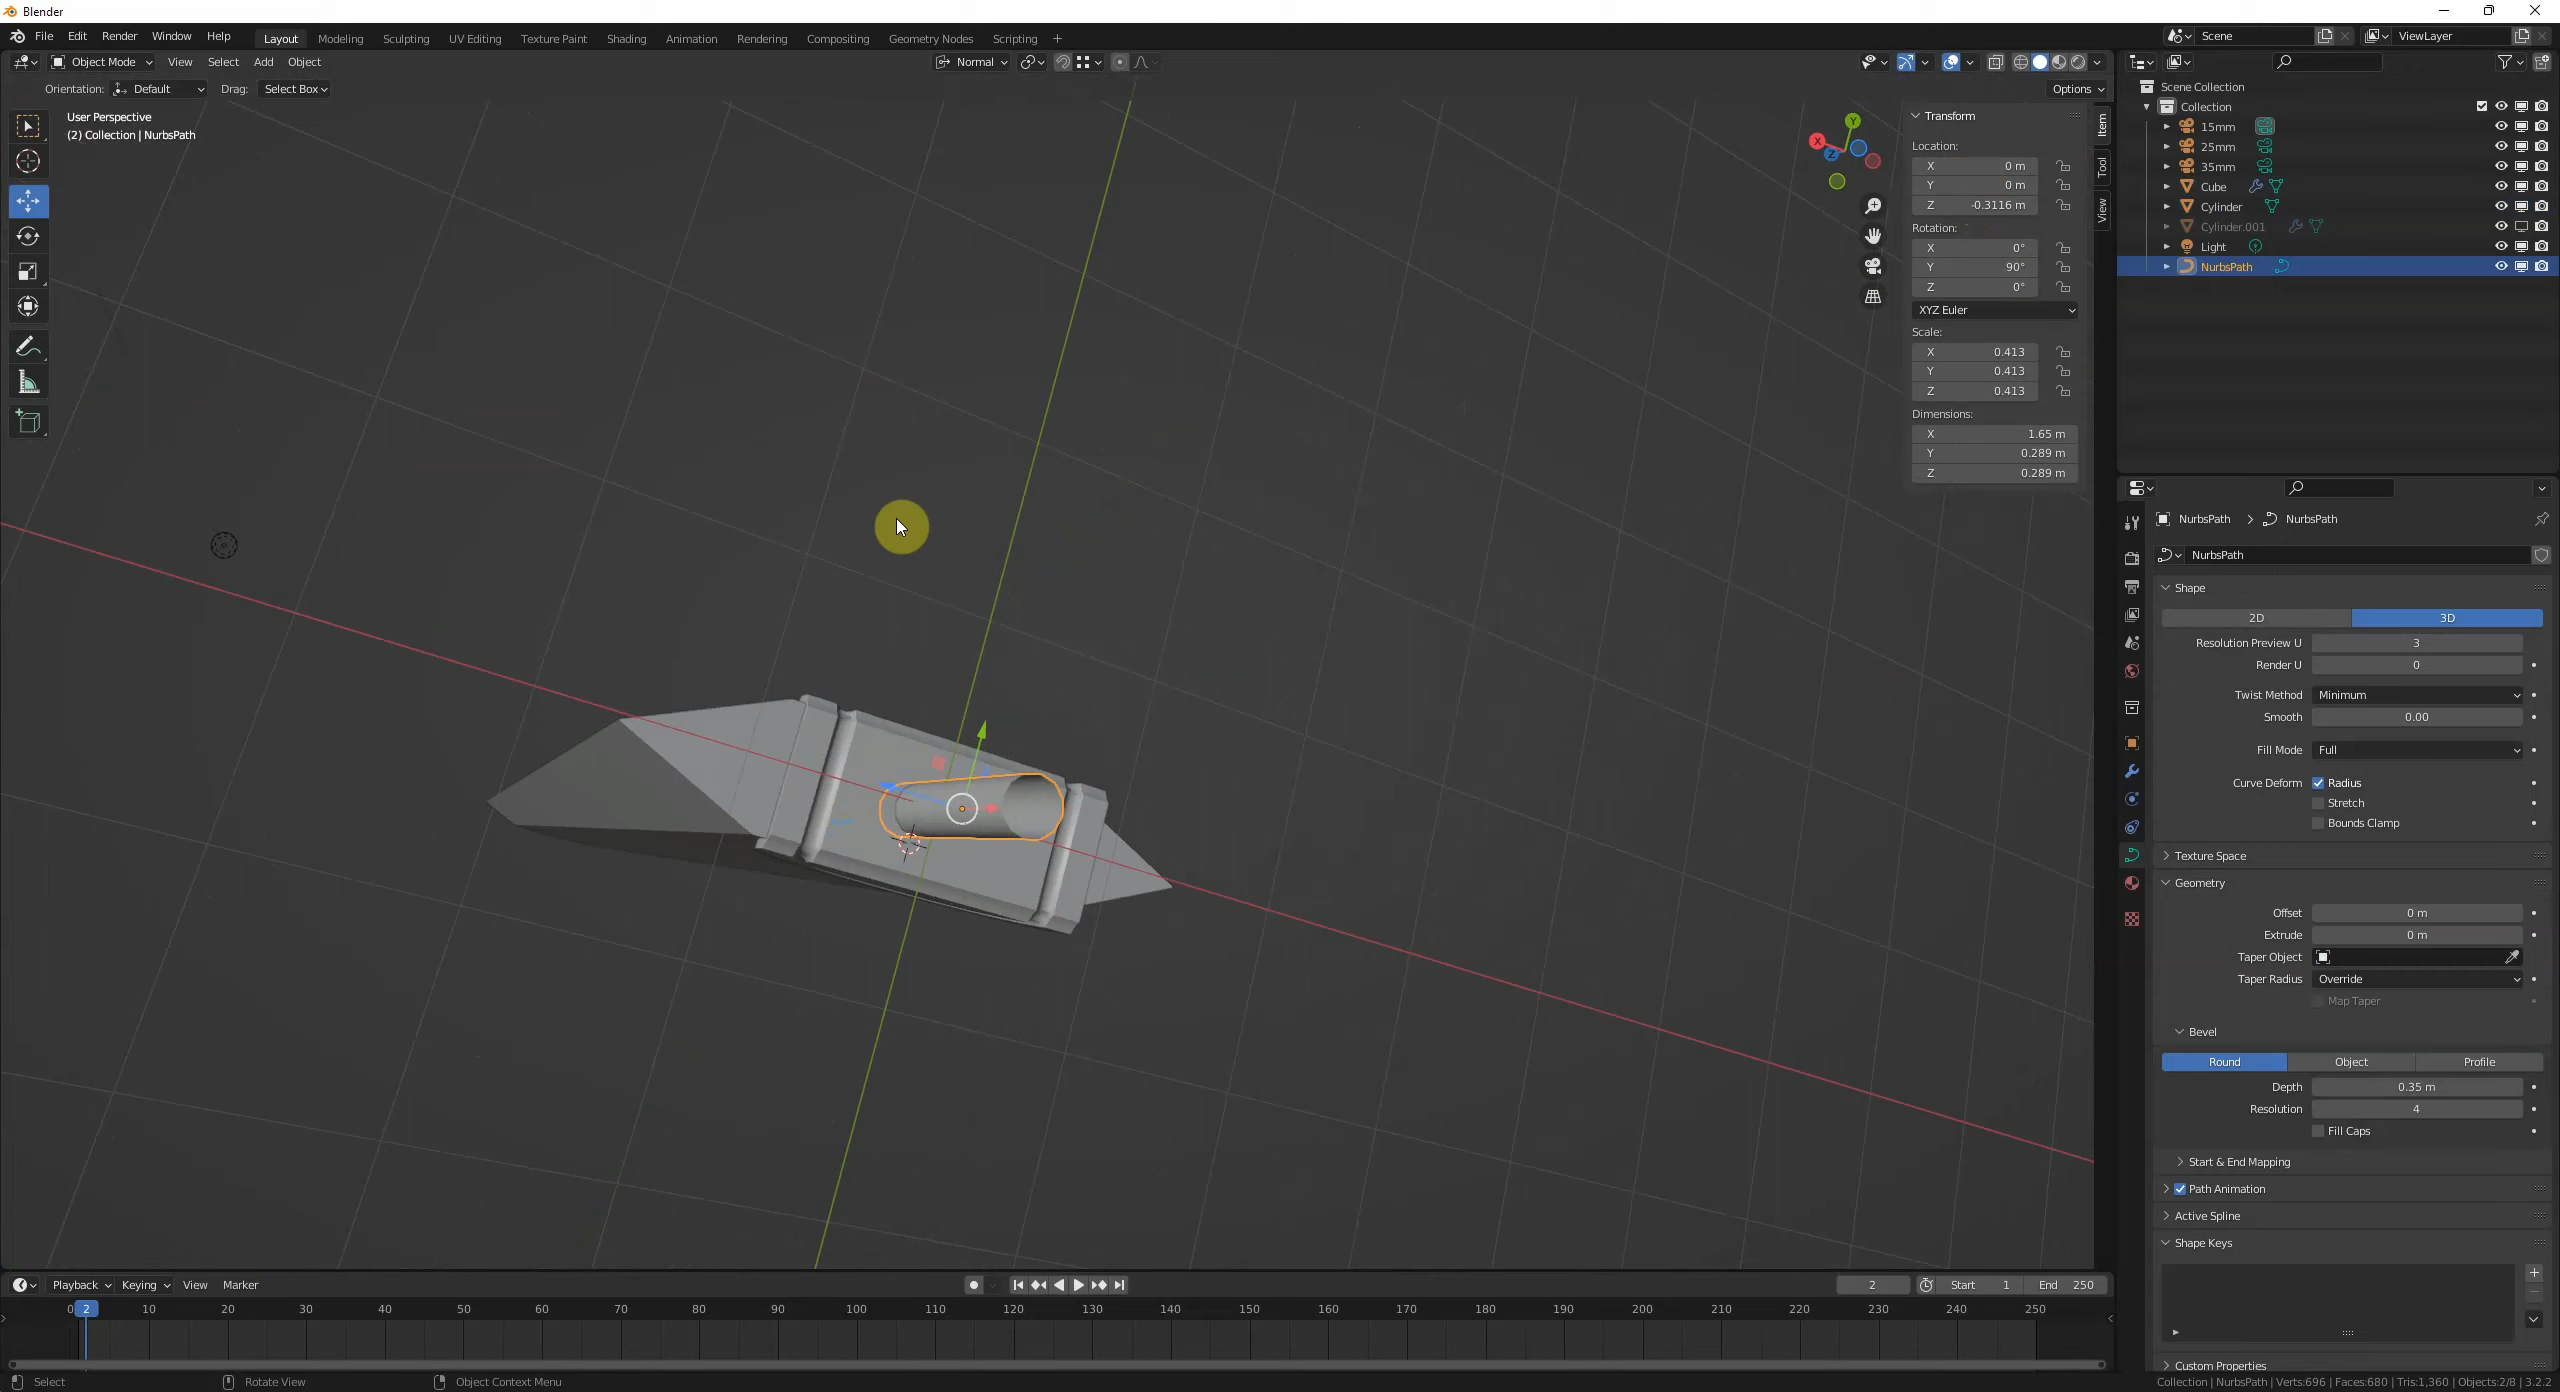 Blender
File Edit Render Window Help Layout Modeling Sculpting UV Editing Texture Paint Shading Animation Rendering Compositing Geometry Nodes Scripting + Scene ViewLayer
Object Mode View Select Add Object Normal
Orientation: Default Drag: Select Box Options
User Perspective
(2) Collection | NurbsPath
X Y Z
Item
Tool
View
Transform
Location:
X 0 m
Y 0 m
Z -0.3116 m
Rotation:
X 0°
Y 90°
Z 0°
XYZ Euler
Scale:
X 0.413
Y 0.413
Z 0.413
Dimensions:
X 1.65 m
Y 0.289 m
Z 0.289 m
Scene Collection
Collection
15mm
25mm
35mm
Cube
Cylinder
Cylinder.001
Light
NurbsPath
NurbsPath > NurbsPath
NurbsPath
Shape
2D 3D
Resolution Preview U 3
Render U 0
Twist Method Minimum
Smooth 0.00
Fill Mode Full
Curve Deform Radius
Stretch
Bounds Clamp
Texture Space
Geometry
Offset 0 m
Extrude 0 m
Taper Object
Taper Radius Override
Map Taper
Bevel
Round Object Profile
Depth 0.35 m
Resolution 4
Fill Caps
Start & End Mapping
Path Animation
Active Spline
Shape Keys
Custom Properties
Playback Keying View Marker 2 Start 1 End 250
0 2 10 20 30 40 50 60 70 80 90 100 110 120 130 140 150 160 170 180 190 200 210 220 230 240 250
Select Rotate View Object Context Menu Collection | NurbsPath | Verts:696 | Faces:680 | Tris:1,360 | Objects:2/8 | 3.2.2